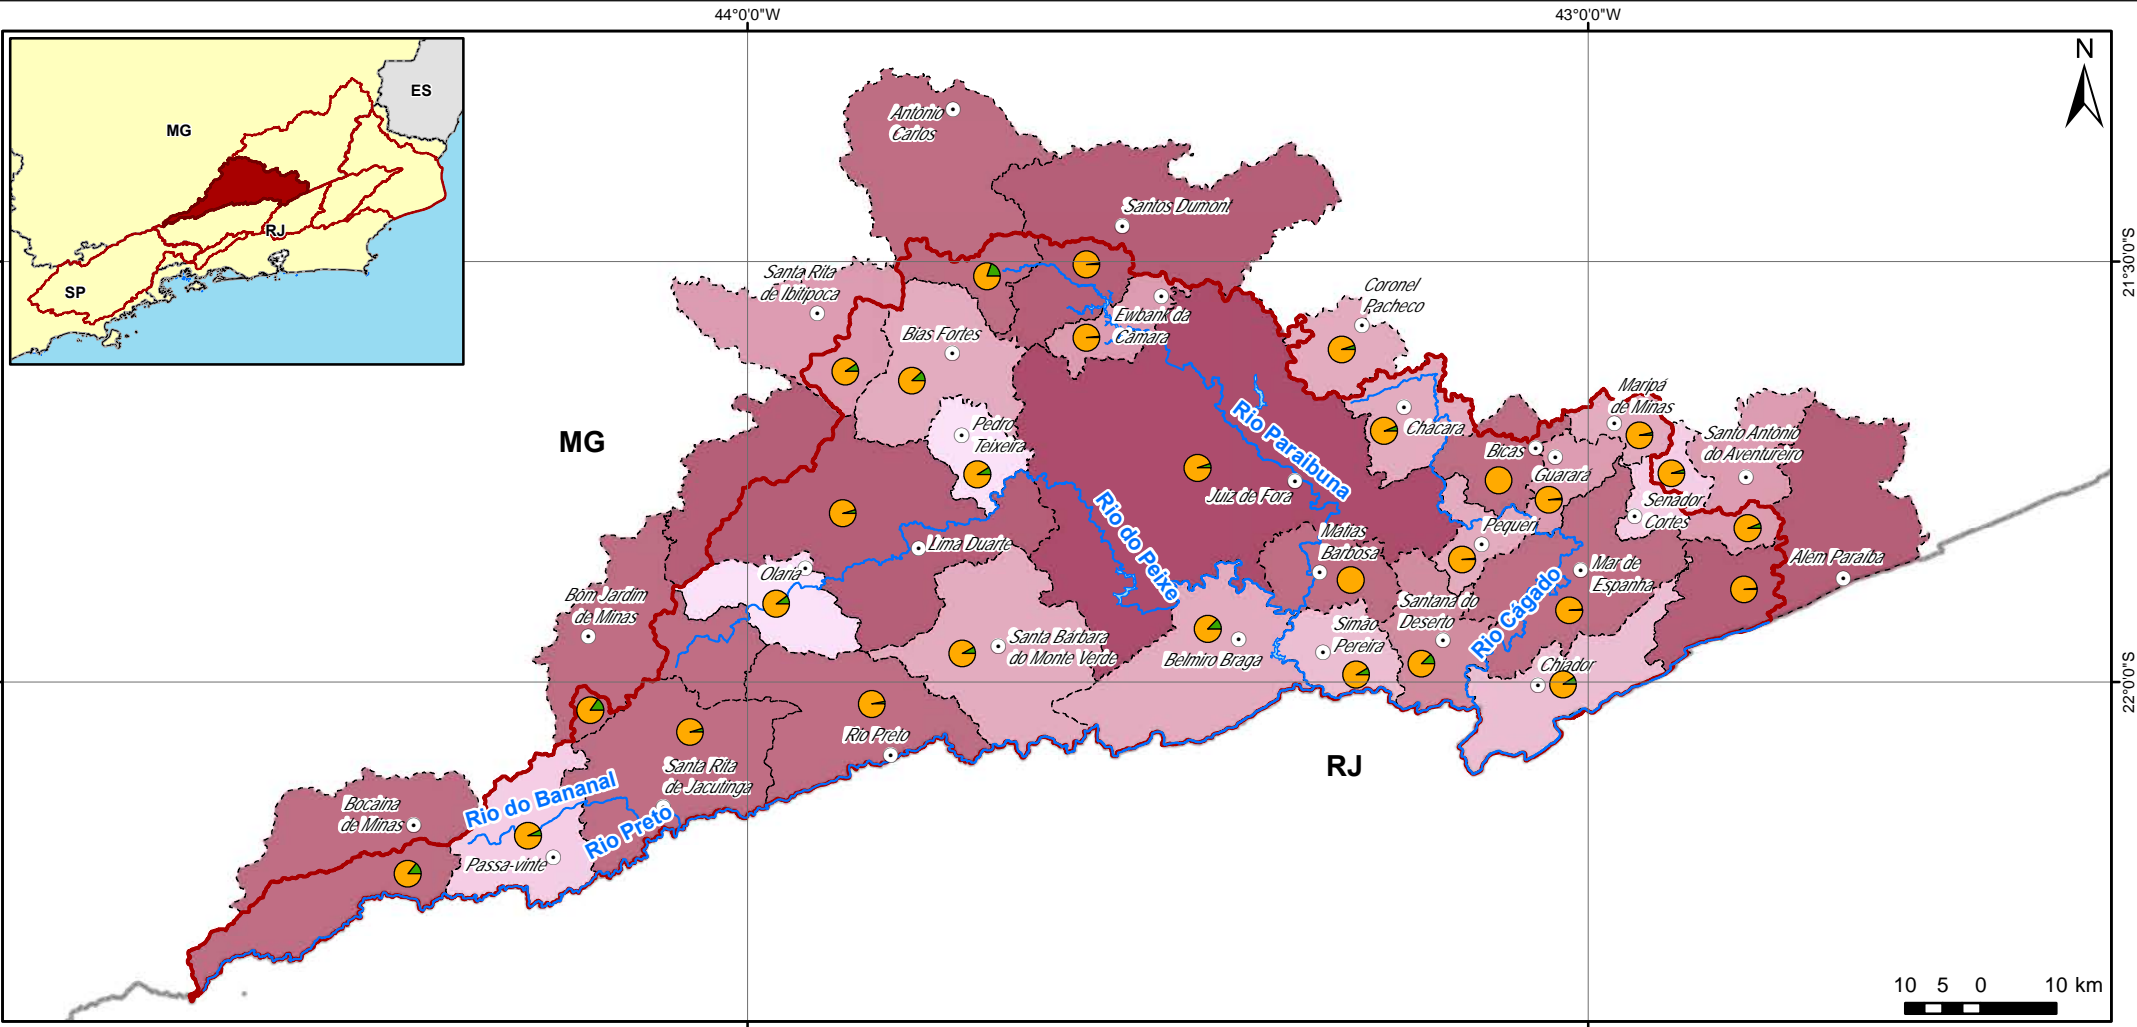 44°0'0"W
43°0'0"W
ES
MG
RJ
SP
N
21°30'0"S
22°0'0"S
Antônio
Carlos
Santos Dumont
Santa Rita
de Ibitipoca
Coronel
Pacheco
Ewbank da
Câmara
Bias Fortes
Maripá
de Minas
Pedro
Teixeira
Chácara
Rio Paraibuna
Santo Antônio
do Aventureiro
Bicas
Guarará
MG
Juiz de Fora
Senador
Cortes
Rio do Peixe
Pequeri
Matias
Barbosa
Lima Duarte
Além Paraíba
Olaria
Mar de
Espanha
Bom Jardim
de Minas
Santana do
Deserto
Rio Cágado
Simão
Pereira
Santa Bárbara
do Monte Verde
Belmiro Braga
Chiador
Rio Preto
RJ
Santa Rita
de Jacutinga
Rio do Bananal
Bocaina
de Minas
Rio Preto
Passa-vinte
10 5 0 10 km